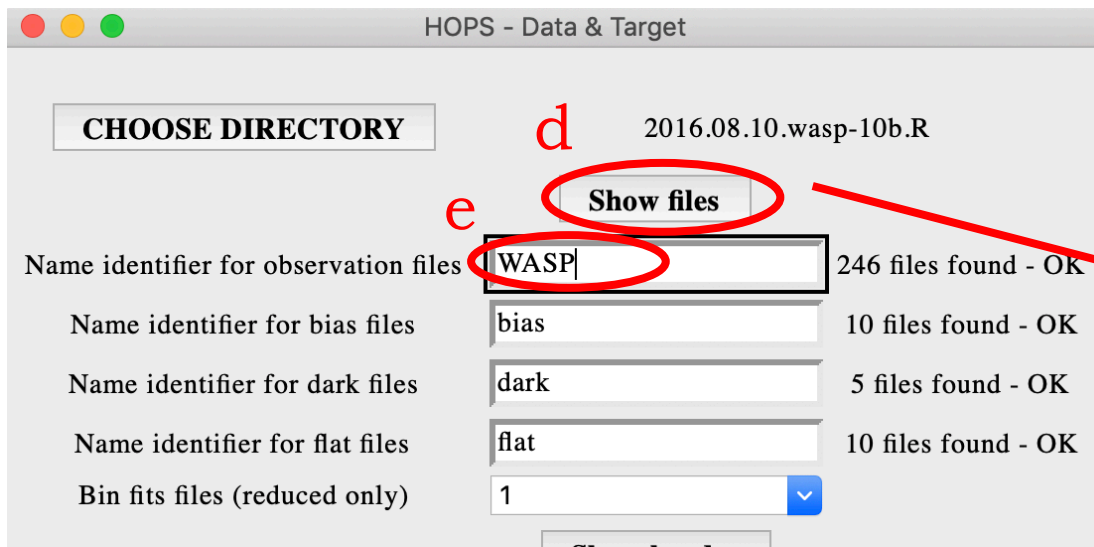 HOPS - Data & Target
CHOOSE DIRECTORY d 2016.08.10.wasp-10b.R
Show files
e
Name identifier for observation files WASP 246 files found - OK
Name identifier for bias files bias 10 files found - OK
Name identifier for dark files dark 5 files found - OK
Name identifier for flat files flat 10 files found - OK
Bin fits files (reduced only) 1